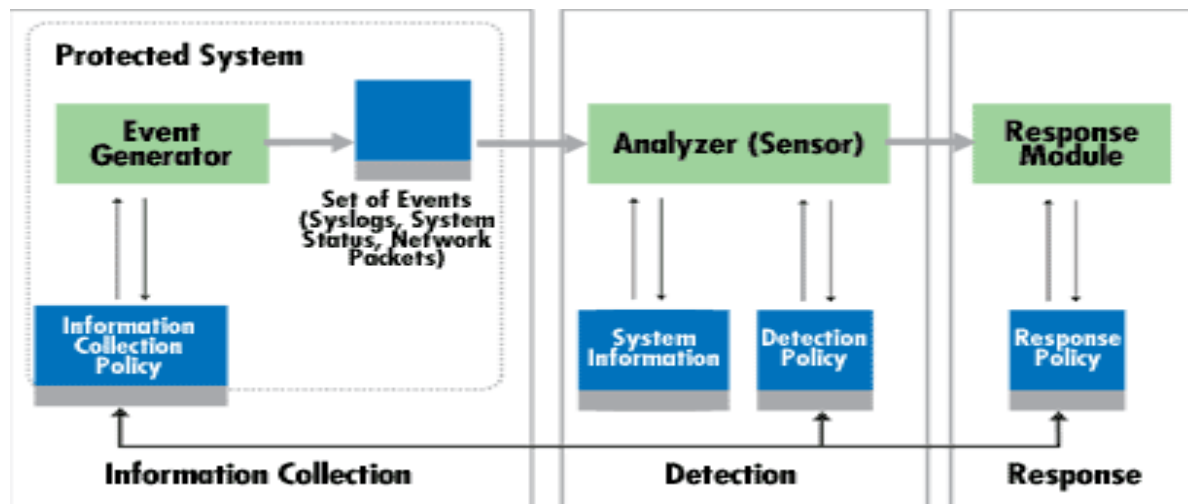 Protected System
Event
Generator
Set of Events
(Syslogs, System
Status, Network
Packets)
Information
Collection
Policy
Information Collection
Analyzer (Sensor)
System
Information
Detection
Policy
Detection
Response
Module
Response
Policy
Response